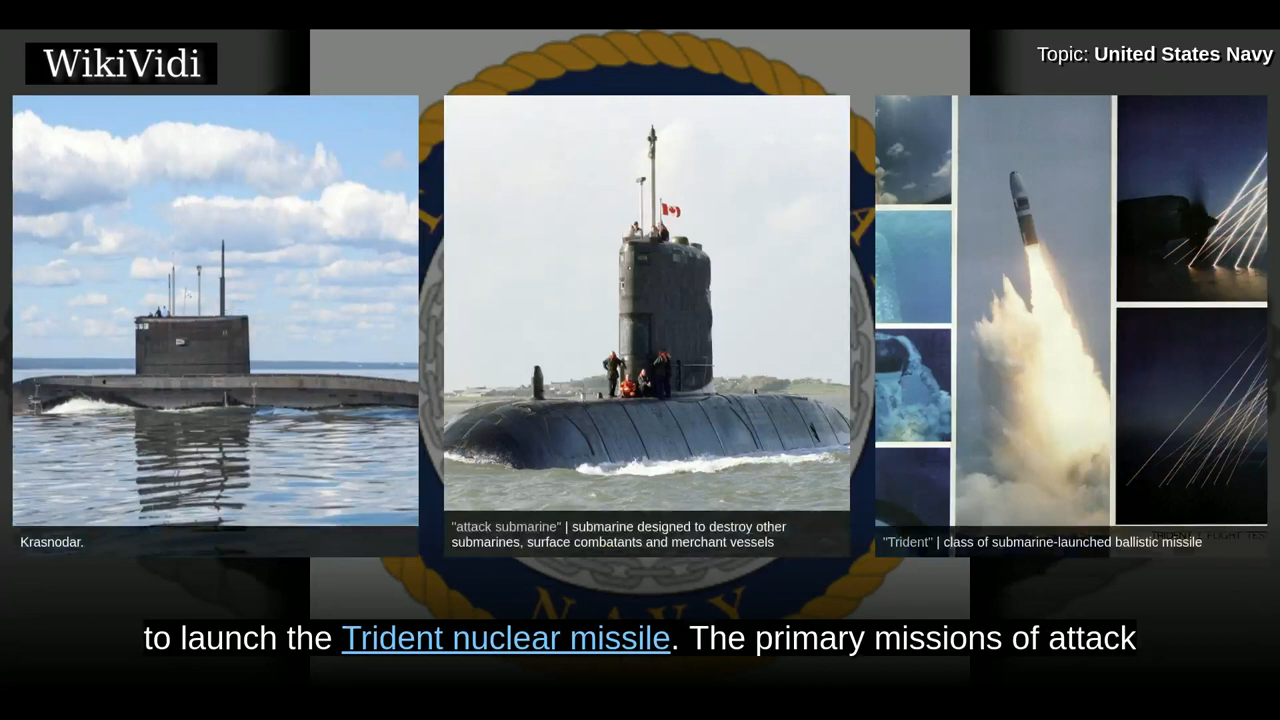 WikiVidi
Topic: United States Navy
Krasnodar.
"attack submarine" | submarine designed to destroy other
submarines, surface combatants and merchant vessels
"Trident" | class of submarine-launched ballistic missile
NAVY
to launch the Trident nuclear missile. The primary missions of attack